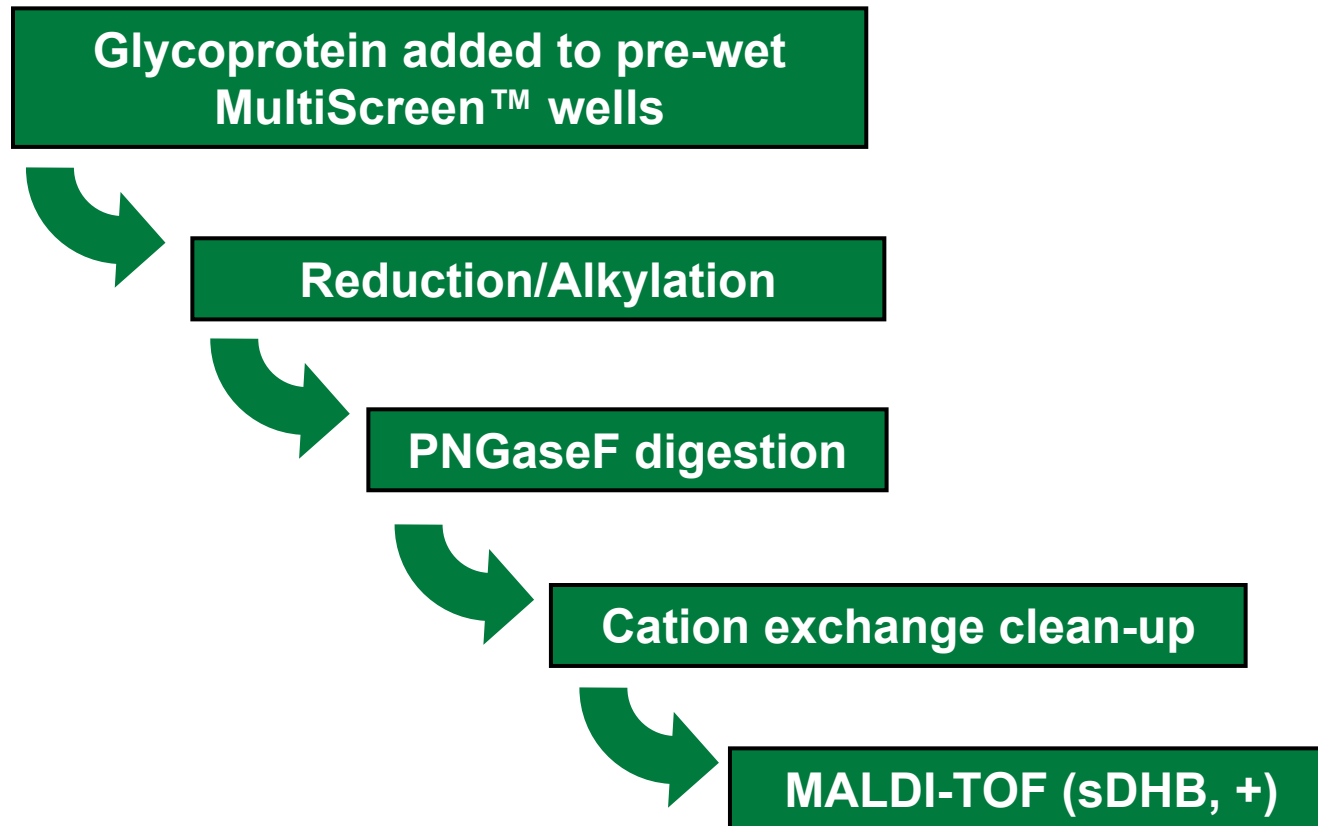 Glycoprotein added to pre-wet
MultiScreen™ wells
Reduction/Alkylation
PNGaseF digestion
Cation exchange clean-up
MALDI-TOF (sDHB, +)